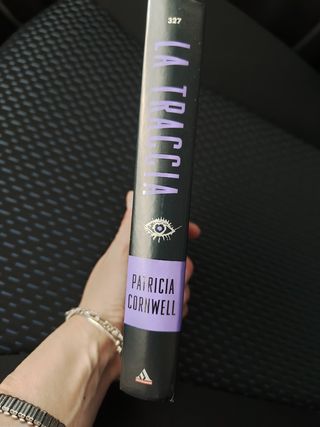 327
LA TRACCIA
PATRICIA
CORNWELL